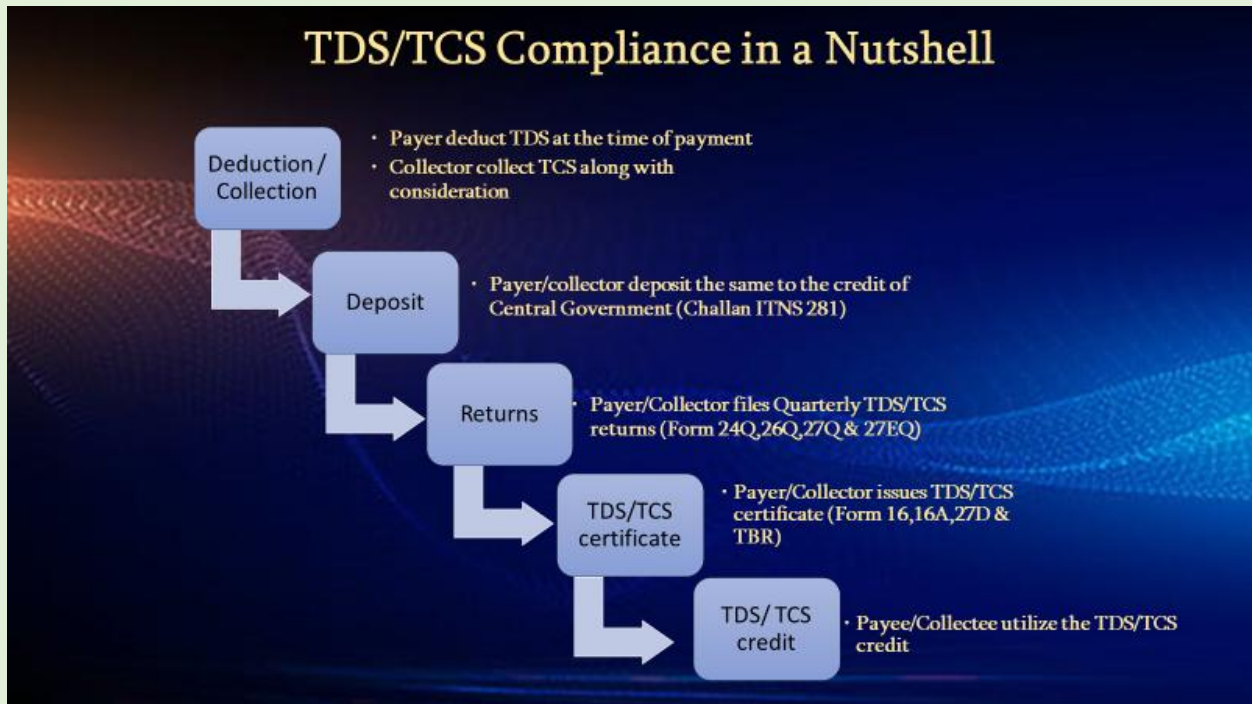 TDS/TCS Compliance in a Nutshell
Deduction /
Collection
· Payer deduct TDS at the time of payment
· Collector collect TCS along with
consideration
Deposit
· Payer/collector deposit the same to the credit of
Central Government (Challan ITNS 281)
Returns
· Payer/Collector files Quarterly TDS/TCS
returns (Form 24Q,26Q,27Q & 27EQ)
TDS/TCS
certificate
· Payer/Collector issues TDS/TCS
certificate (Form 16,16A,27D &
TBR)
TDS/ TCS
credit
· Payee/Collectee utilize the TDS/TCS
credit